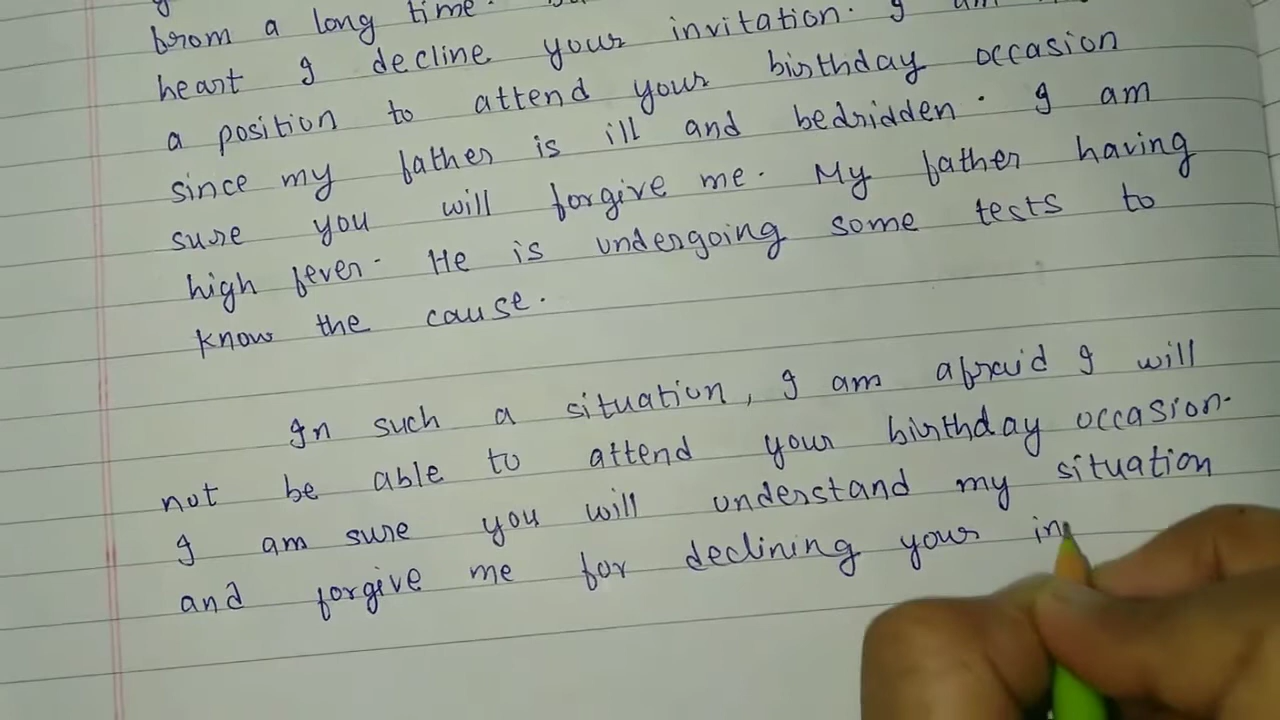 from a long time.
heart I decline your invitation. I am
a position to attend your birthday occasion
since my father is ill and bedridden. I am
sure you will forgive me. My father having
high fever. He is undergoing some tests to
know the cause.
In such a situation, I am afraid I will
not be able to attend your birthday occasion.
I am sure you will understand my situation
and forgive me for declining your in